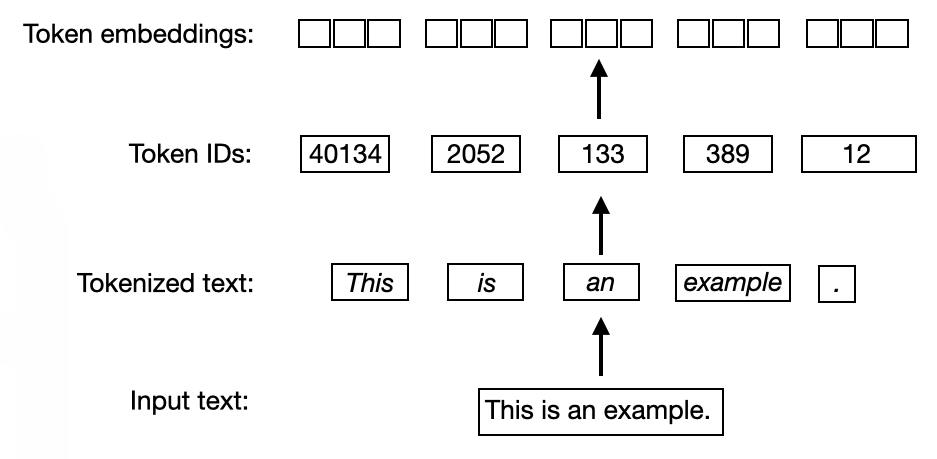 Token embeddings:
Token IDs: 40134 2052 133 389 12
Tokenized text: This is an example .
Input text: This is an example.